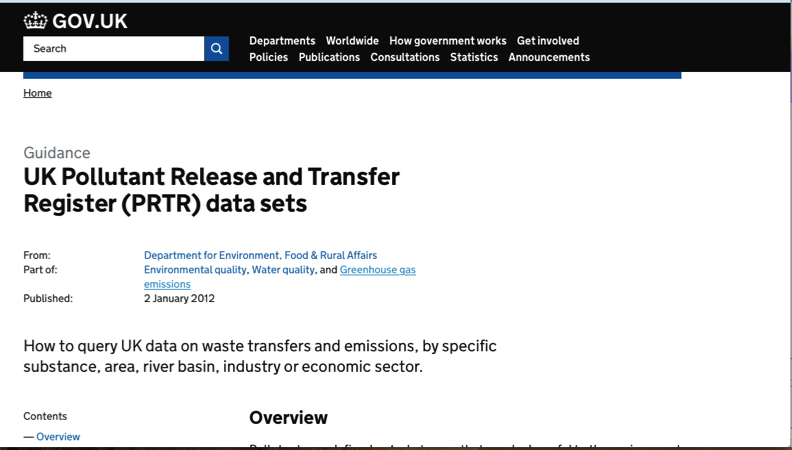 GOV.UK
Search
Departments Worldwide How government works Get involved
Policies Publications Consultations Statistics Announcements
Home
Guidance
UK Pollutant Release and Transfer
Register (PRTR) data sets
From: Department for Environment, Food & Rural Affairs
Part of: Environmental quality, Water quality, and Greenhouse gas
emissions
Published: 2 January 2012
How to query UK data on waste transfers and emissions, by specific
substance, area, river basin, industry or economic sector.
Contents
— Overview
Overview